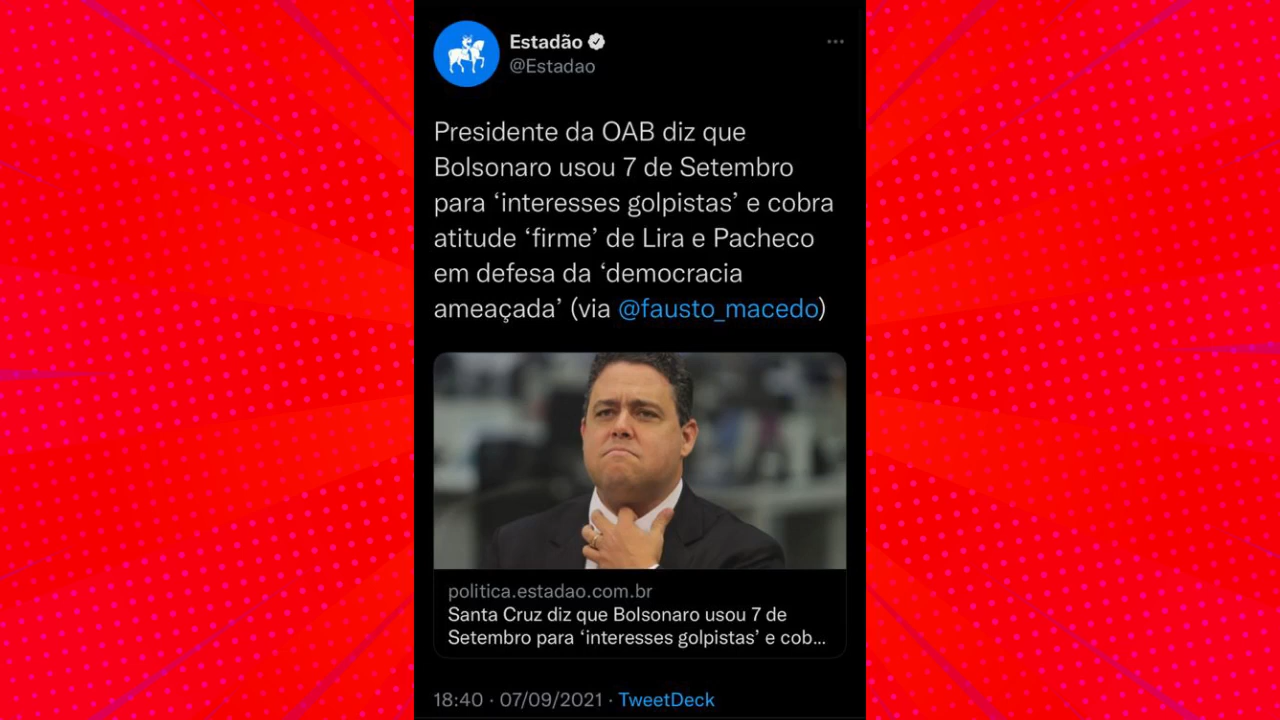 Estadão
@Estadao
Presidente da OAB diz que
Bolsonaro usou 7 de Setembro
para ‘interesses golpistas’ e cobra
atitude ‘firme’ de Lira e Pacheco
em defesa da ‘democracia
ameaçada’ (via @fausto_macedo)
politica.estadao.com.br
Santa Cruz diz que Bolsonaro usou 7 de
Setembro para ‘interesses golpistas’ e cob...
18:40 · 07/09/2021 · TweetDeck